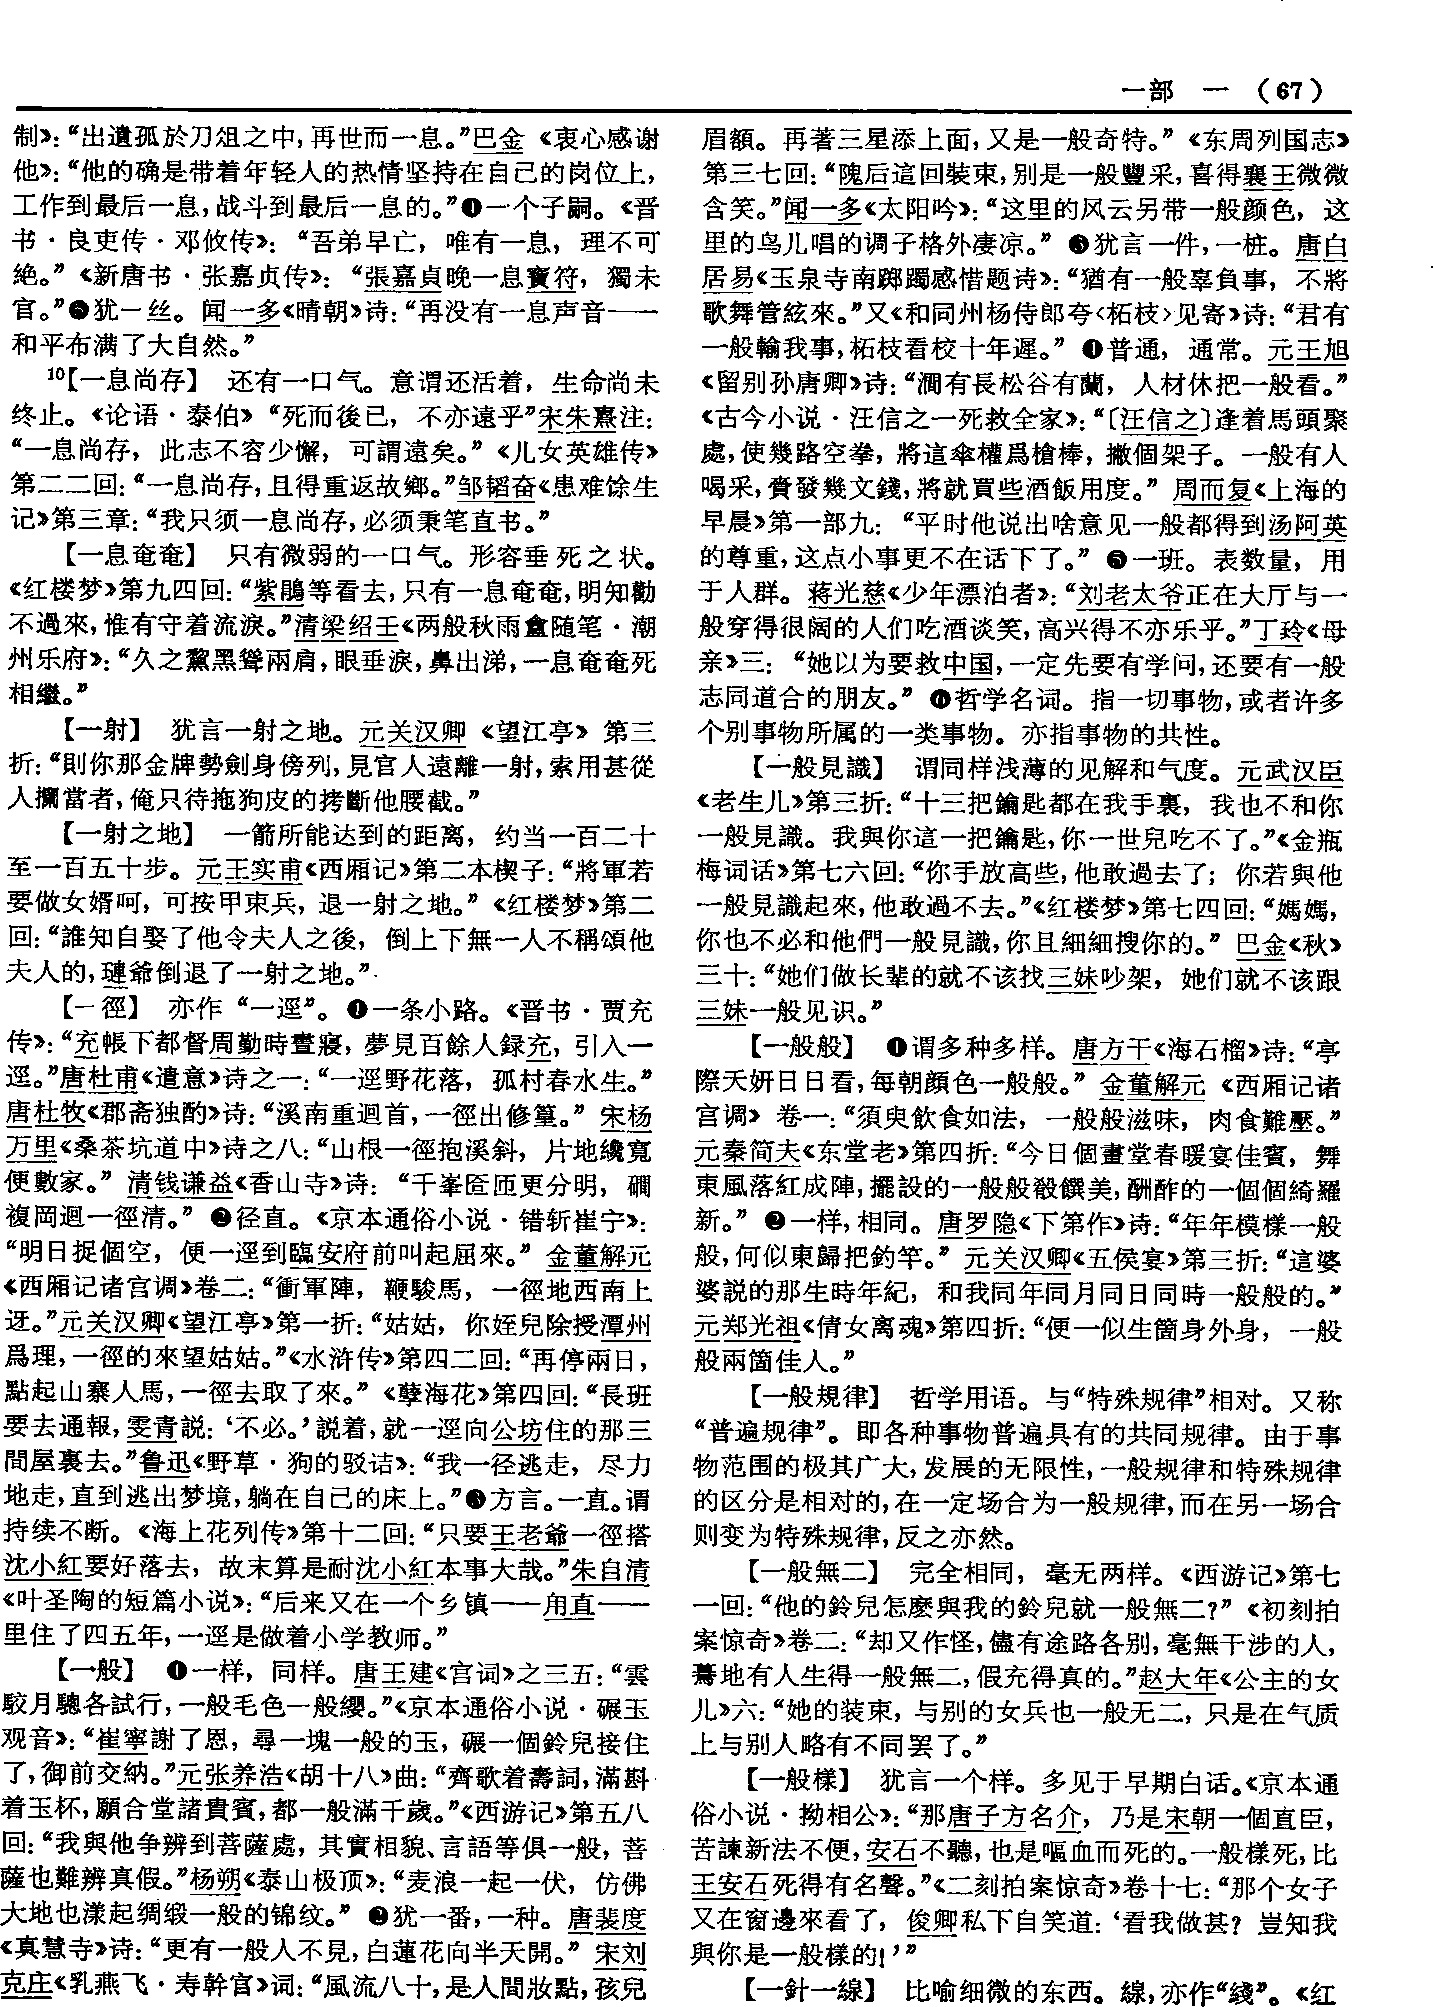 一部 一 (67)
制》：“出遺孤於刀俎之中，再世而一息。”巴金《衷心感谢
他》：“他的确是带着年轻人的热情坚持在自己的岗位上，
工作到最后一息，战斗到最后一息的。”❹一个子嗣。《晋
书·良吏传·邓攸传》：“吾弟早亡，唯有一息，理不可
絶。”《新唐书·张嘉贞传》：“張嘉貞晚一息寶符，獨未
官。”❺犹一丝。闻一多《晴朝》诗：“再没有一息声音——
和平布满了大自然。”
10【一息尚存】 还有一口气。意谓还活着，生命尚未
终止。《论语·泰伯》“死而後已，不亦遠乎”宋朱熹注：
“一息尚存，此志不容少懈，可謂遠矣。”《儿女英雄传》
第二二回：“一息尚存，且得重返故鄉。”邹韬奋《患难馀生
记》第三章：“我只须一息尚存，必须秉笔直书。”
【一息奄奄】 只有微弱的一口气。形容垂死之状。
《红楼梦》第九四回：“紫鵑等看去，只有一息奄奄，明知勸
不過來，惟有守着流淚。”清梁绍壬《两般秋雨盦随笔·潮
州乐府》：“久之黧黑聳兩肩，眼垂淚，鼻出涕，一息奄奄死
相繼。”
【一射】 犹言一射之地。元关汉卿《望江亭》第三
折：“則你那金牌勢劍身傍列，見官人遠離一射，索用甚從
人攔當者，俺只待拖狗皮的拷斷他腰截。”
【一射之地】 一箭所能达到的距离，约当一百二十
至一百五十步。元王实甫《西厢记》第二本楔子：“將軍若
要做女婿呵，可按甲束兵，退一射之地。”《红楼梦》第二
回：“誰知自娶了他令夫人之後，倒上下無一人不稱頌他
夫人的，璉爺倒退了一射之地。”
【一徑】 亦作“一逕”。❶一条小路。《晋书·贾充
传》：“充帳下都督周勤時晝寢，夢見百餘人録充，引入一
逕。”唐杜甫《遣意》诗之一：“一逕野花落，孤村春水生。”
唐杜牧《郡斋独酌》诗：“溪南重迴首，一徑出修篁。”宋杨
万里《桑茶坑道中》诗之八：“山根一徑抱溪斜，片地纔寬
便數家。”清钱谦益《香山寺》诗：“千峯匼匝更分明，磵
複岡迴一徑清。”❷径直。《京本通俗小说·错斩崔宁》：
“明日捉個空，便一逕到臨安府前叫起屈來。”金董解元
《西厢记诸宫调》卷二：“衝軍陣，鞭駿馬，一徑地西南上
迓。”元关汉卿《望江亭》第一折：“姑姑，你姪兒除授潭州
爲理，一徑的來望姑姑。”《水浒传》第四二回：“再停兩日，
點起山寨人馬，一徑去取了來。”《孽海花》第四回：“長班
要去通報，雯青説：‘不必。’説着，就一逕向公坊住的那三
間屋裏去。”鲁迅《野草·狗的驳诘》：“我一径逃走，尽力
地走，直到逃出梦境，躺在自己的床上。”❸方言。一直。谓
持续不断。《海上花列传》第十二回：“只要王老爺一徑搭
沈小紅要好落去，故末算是耐沈小紅本事大哉。”朱自清
《叶圣陶的短篇小说》：“后来又在一个乡镇——甪直——
里住了四五年，一逕是做着小学教师。”
【一般】 ❶一样，同样。唐王建《宫词》之三五：“雲
駁月驄各試行，一般毛色一般纓。”《京本通俗小说·碾玉
观音》：“崔寧謝了恩，尋一塊一般的玉，碾一個鈴兒接住
了，御前交納。”元张养浩《胡十八》曲：“齊歌着壽詞，滿斟
着玉杯，願合堂諸貴賓，都一般滿千歲。”《西游记》第五八
回：“我與他争辨到菩薩處，其實相貌、言語等俱一般，菩
薩也難辨真假。”杨朔《泰山极顶》：“麦浪一起一伏，仿佛
大地也漾起绸缎一般的锦纹。”❷犹一番，一种。唐裴度
《真慧寺》诗：“更有一般人不見，白蓮花向半天開。”宋刘
克庄《乳燕飞·寿幹官》词：“風流八十，是人間妝點，孩兒
眉額。再著三星添上面，又是一般奇特。”《东周列国志》
第三七回：“隗后這回裝束，别是一般豐采，喜得襄王微微
含笑。”闻一多《太阳吟》：“这里的风云另带一般颜色，这
里的鸟儿唱的调子格外凄凉。”❸犹言一件，一桩。唐白
居易《玉泉寺南踯躅感惜题诗》：“猶有一般辜負事，不將
歌舞管絃來。”又《和同州杨侍郎夸〈柘枝〉见寄》诗：“君有
一般輸我事，柘枝看校十年遲。”❹普通，通常。元王旭
《留别孙唐卿》诗：“澗有長松谷有蘭，人材休把一般看。”
《古今小说·汪信之一死救全家》：“〔汪信之〕逢着馬頭聚
處，使幾路空拳，將這傘權爲槍棒，撇個架子。一般有人
喝采，賫發幾文錢，將就買些酒飯用度。”周而复《上海的
早晨》第一部九：“平时他说出啥意见一般都得到汤阿英
的尊重，这点小事更不在话下了。”❺一班。表数量，用
于人群。蒋光慈《少年漂泊者》：“刘老太爷正在大厅与一
般穿得很阔的人们吃酒谈笑，高兴得不亦乐乎。”丁玲《母
亲》三：“她以为要救中国，一定先要有学问，还要有一般
志同道合的朋友。”❻哲学名词。指一切事物，或者许多
个别事物所属的一类事物。亦指事物的共性。
【一般見識】 谓同样浅薄的见解和气度。元武汉臣
《老生儿》第三折：“十三把鑰匙都在我手裏，我也不和你
一般見識。我與你這一把鑰匙，你一世兒吃不了。”《金瓶
梅词话》第七六回：“你手放高些，他敢過去了；你若與他
一般見識起來，他敢過不去。”《红楼梦》第七四回：“媽媽，
你也不必和他們一般見識，你且細細搜你的。”巴金《秋》
三十：“她们做长辈的就不该找三妹吵架，她们就不该跟
三妹一般见识。”
【一般般】 ❶谓多种多样。唐方干《海石榴》诗：“亭
際夭妍日日看，每朝顔色一般般。”金董解元《西厢记诸
宫调》卷一：“須臾飲食如法，一般般滋味，肉食難壓。”
元秦简夫《东堂老》第四折：“今日個畫堂春暖宴佳賓，舞
東風落紅成陣，擺設的一般般殽饌美，酬酢的一個個綺羅
新。”❷一样，相同。唐罗隐《下第作》诗：“年年模樣一般
般，何似東歸把釣竿。”元关汉卿《五侯宴》第三折：“這婆
婆説的那生時年紀，和我同年同月同日同時一般般的。”
元郑光祖《倩女离魂》第四折：“便一似生箇身外身，一般
般兩箇佳人。”
【一般規律】 哲学用语。与“特殊规律”相对。又称
“普遍规律”。即各种事物普遍具有的共同规律。由于事
物范围的极其广大，发展的无限性，一般规律和特殊规律
的区分是相对的，在一定场合为一般规律，而在另一场合
则变为特殊规律，反之亦然。
【一般無二】 完全相同，毫无两样。《西游记》第七
一回：“他的鈴兒怎麽與我的鈴兒就一般無二？”《初刻拍
案惊奇》卷二：“却又作怪，儘有途路各别，毫無干涉的人，
驀地有人生得一般無二，假充得真的。”赵大年《公主的女
儿》六：“她的装束，与别的女兵也一般无二，只是在气质
上与别人略有不同罢了。”
【一般樣】 犹言一个样。多见于早期白话。《京本通
俗小说·拗相公》：“那唐子方名介，乃是宋朝一個直臣，
苦諫新法不便，安石不聽，也是嘔血而死的。一般樣死，比
王安石死得有名聲。”《二刻拍案惊奇》卷十七：“那个女子
又在窗邊來看了，俊卿私下自笑道：‘看我做甚？豈知我
與你是一般樣的！’”
【一針一線】 比喻细微的东西。線，亦作“綫”。《红